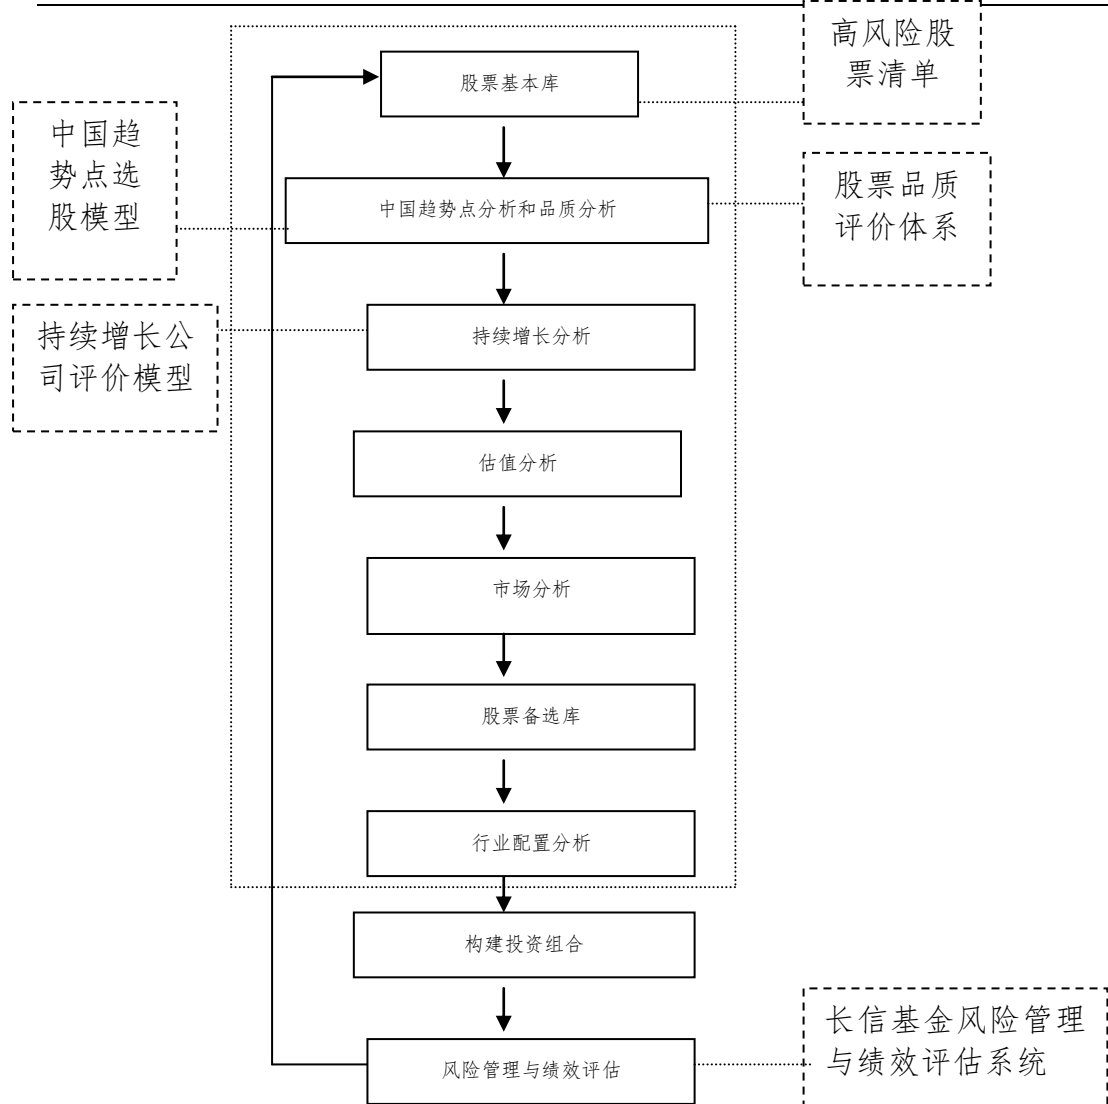 高风险股
票清单
股票基本库
中国趋
势点选
股模型
股票品质
评价体系
中国趋势点分析和品质分析
持续增长公
司评价模型
持续增长分析
估值分析
市场分析
股票备选库
行业配置分析
构建投资组合
长信基金风险管理
与绩效评估系统
风险管理与绩效评估